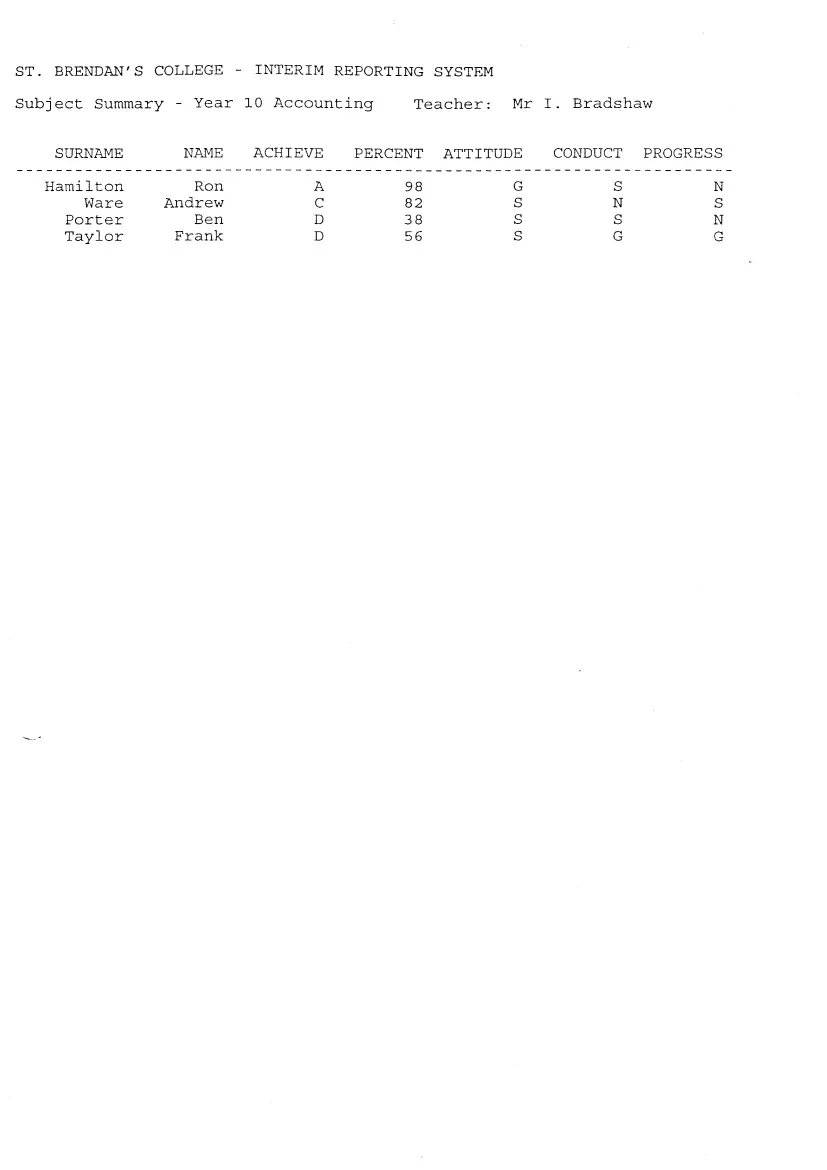 ST. BRENDAN'S COLLEGE - INTERIM REPORTING SYSTEM
Subject Summary - Year 10 Accounting    Teacher:  Mr I. Bradshaw
SURNAME      NAME   ACHIEVE   PERCENT  ATTITUDE   CONDUCT  PROGRESS
------------------------------------------------------------------------
Hamilton       Ron         A        98         G         S         N
Ware    Andrew         C        82         S         N         S
Porter       Ben         D        38         S         S         N
Taylor     Frank         D        56         S         G         G